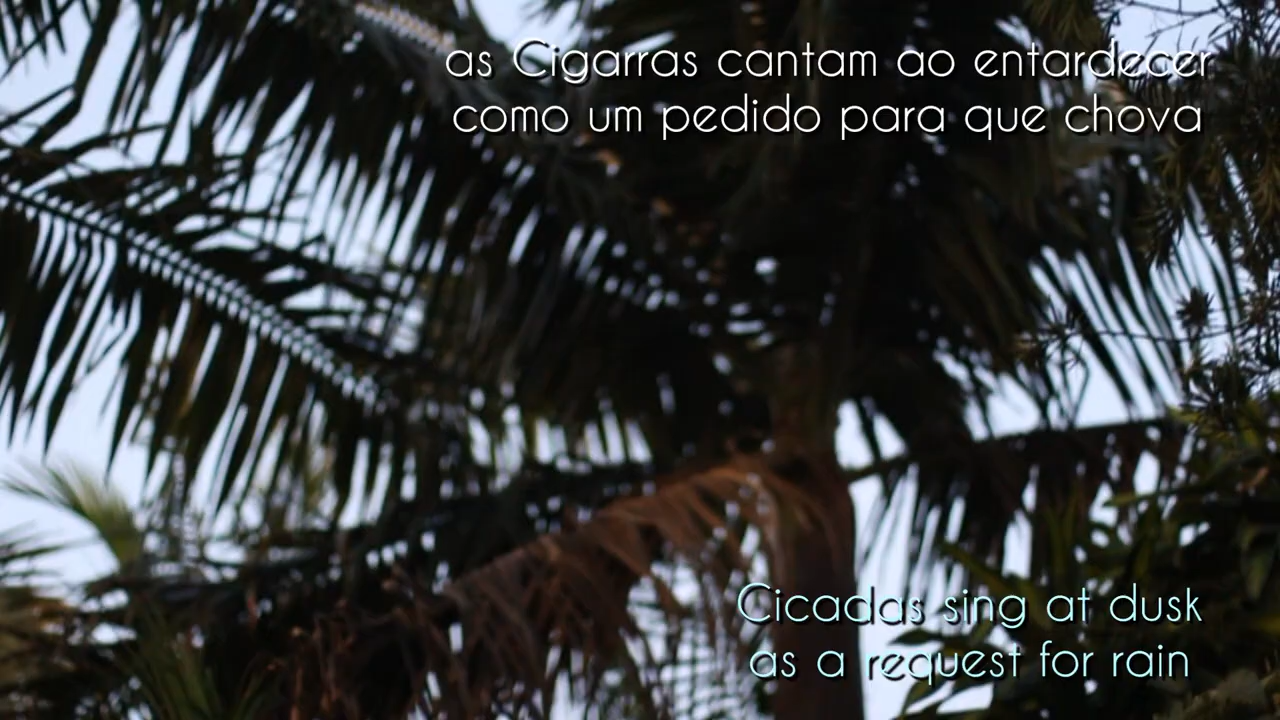 as Cigarras cantam ao entardecer
como um pedido para que chova
Cicadas sing at dusk
as a request for rain